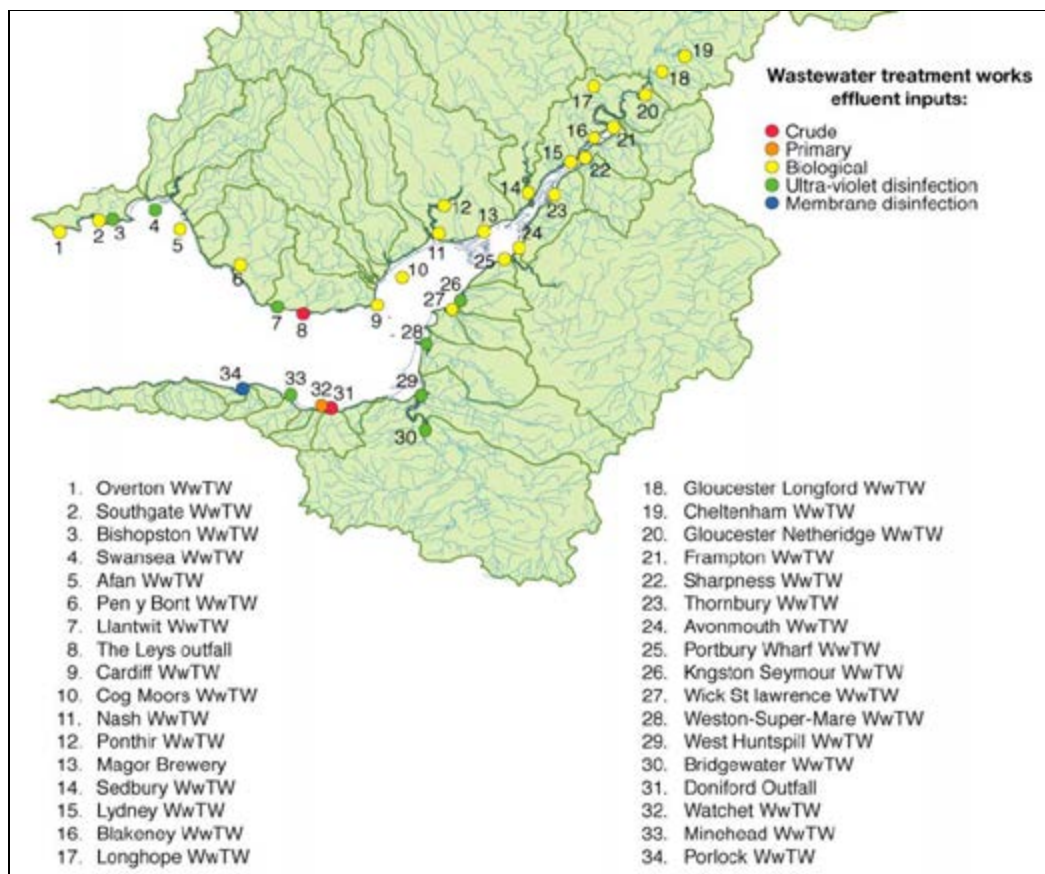 19
18
17
20
16
21
15
22
14
23
12
13
24
11
25
10
26
27
9
28
1
2
3
4
5
6
7
8
34
33
32
31
29
30
Wastewater treatment works
effluent inputs:
Crude
Primary
Biological
Ultra-violet disinfection
Membrane disinfection
1. Overton WwTW
2. Southgate WwTW
3. Bishopston WwTW
4. Swansea WwTW
5. Afan WwTW
6. Pen y Bont WwTW
7. Llantwit WwTW
8. The Leys outfall
9. Cardiff WwTW
10. Cog Moors WwTW
11. Nash WwTW
12. Ponthir WwTW
13. Magor Brewery
14. Sedbury WwTW
15. Lydney WwTW
16. Blakeney WwTW
17. Longhope WwTW
18. Gloucester Longford WwTW
19. Cheltenham WwTW
20. Gloucester Netheridge WwTW
21. Frampton WwTW
22. Sharpness WwTW
23. Thornbury WwTW
24. Avonmouth WwTW
25. Portbury Wharf WwTW
26. Kngston Seymour WwTW
27. Wick St lawrence WwTW
28. Weston-Super-Mare WwTW
29. West Huntspill WwTW
30. Bridgewater WwTW
31. Doniford Outfall
32. Watchet WwTW
33. Minehead WwTW
34. Porlock WwTW